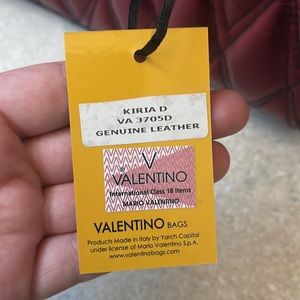 KIRIA D
VA 3705D
GENUINE LEATHER
V
® VALENTINO
International Class 18 Items
MARIO VALENTINO
VALENTINO BAGS
Products Made in Italy by Yarch Capital
under license of Mario Valentino S.p.A.
www.valentinobags.com